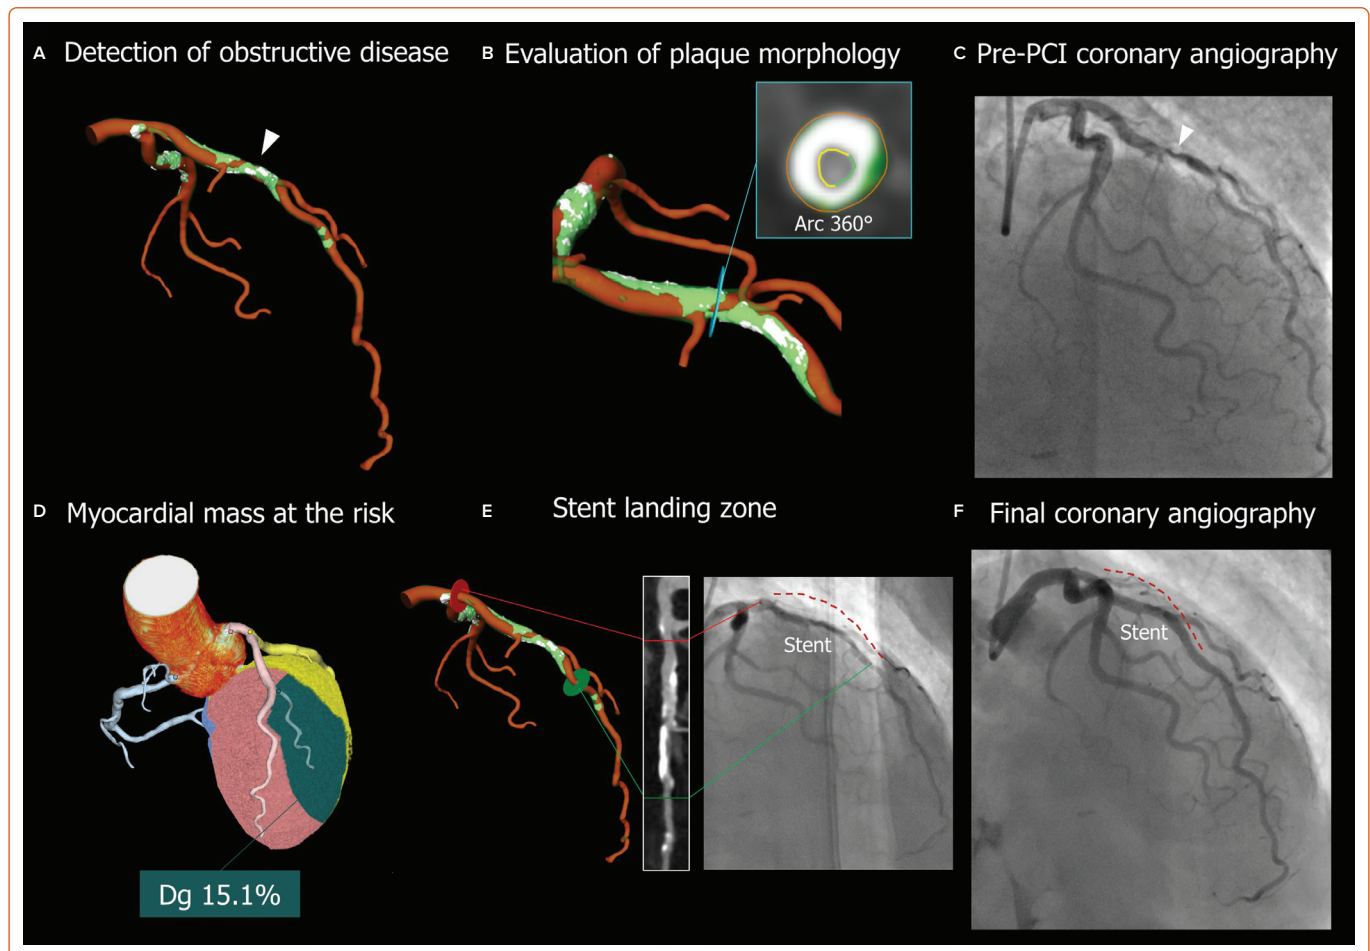 A Detection of obstructive disease
B Evaluation of plaque morphology
Arc 360°
C Pre-PCI coronary angiography
D Myocardial mass at the risk
Dg 15.1%
E Stent landing zone
Stent
F Final coronary angiography
Stent